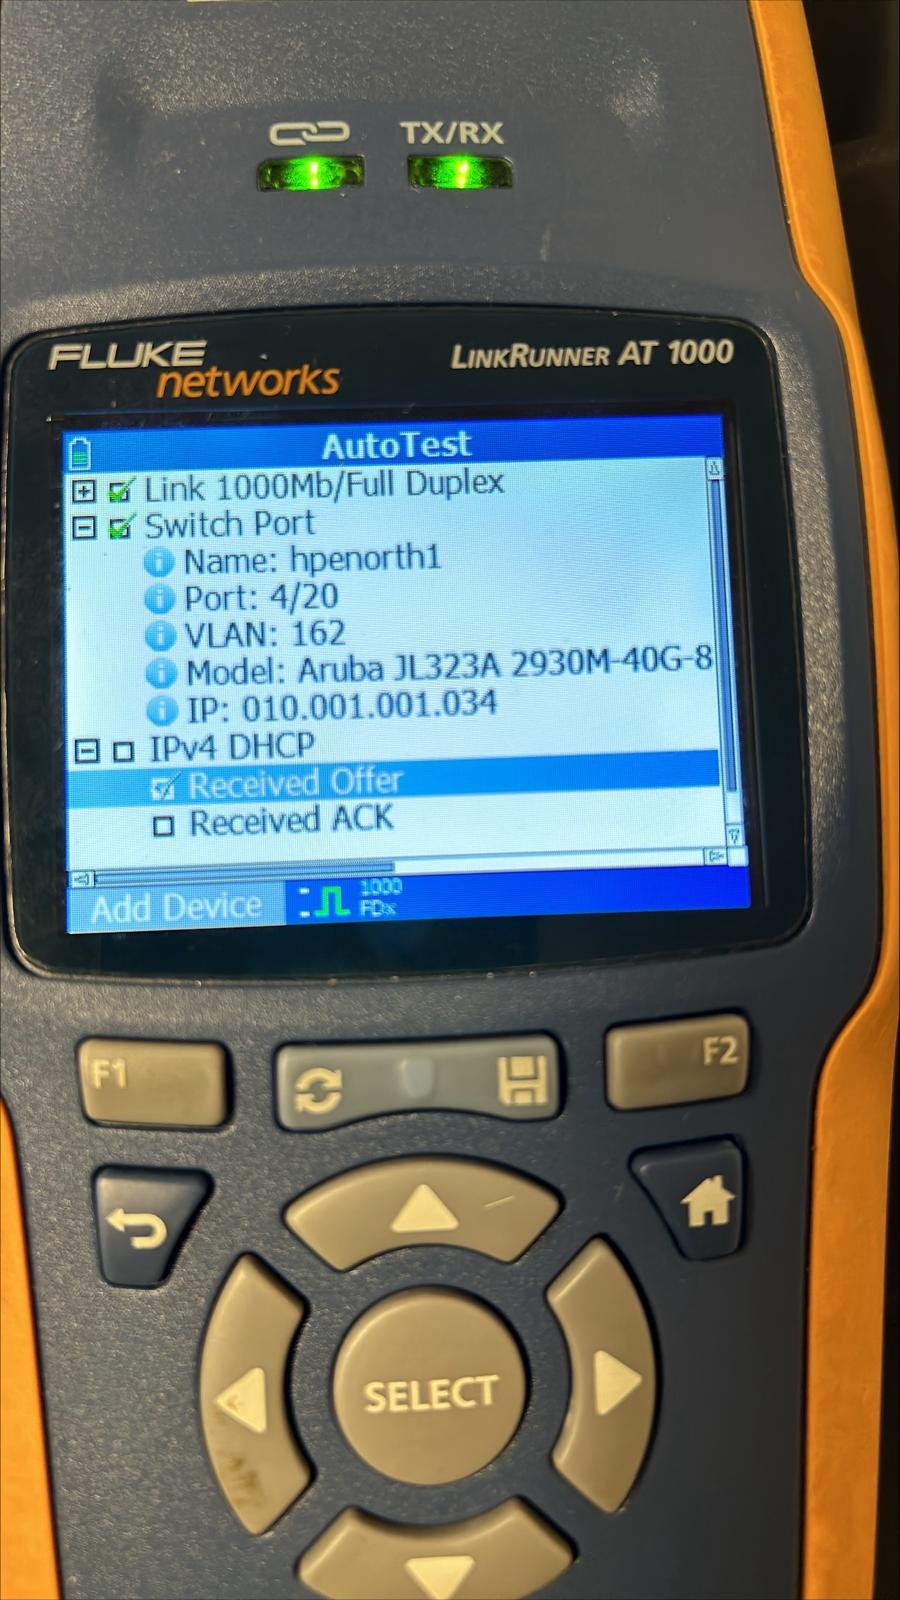 TX/RX
FLUKE
networks
LINKRUNNER AT 1000
AutoTest
Link 1000Mb/Full Duplex
Switch Port
Name: hpenorth1
Port: 4/20
VLAN: 162
Model: Aruba JL323A 2930M-40G-8
IP: 010.001.001.034
IPv4 DHCP
Received Offer
Received ACK
Add Device
1000
FDx
F1
F2
SELECT